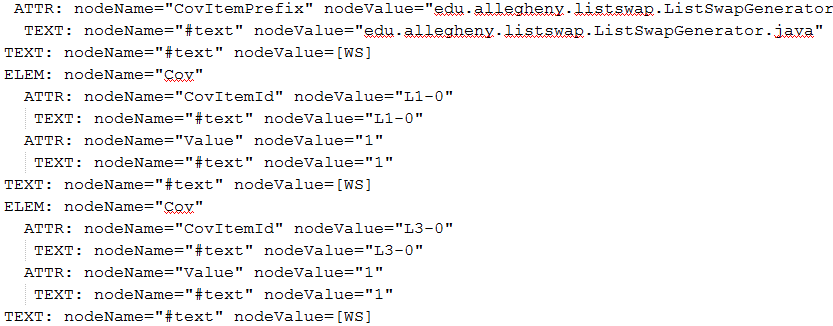 ATTR: nodeName="CovItemPrefix" nodeValue="edu.allegheny.listswap.ListSwapGenerator
TEXT: nodeName="#text" nodeValue="edu.allegheny.listswap.ListSwapGenerator.java"
TEXT: nodeName="#text" nodeValue=[WS]
ELEM: nodeName="Cov"
ATTR: nodeName="CovItemId" nodeValue="L1-0"
TEXT: nodeName="#text" nodeValue="L1-0"
ATTR: nodeName="Value" nodeValue="1"
TEXT: nodeName="#text" nodeValue="1"
TEXT: nodeName="#text" nodeValue=[WS]
ELEM: nodeName="Cov"
ATTR: nodeName="CovItemId" nodeValue="L3-0"
TEXT: nodeName="#text" nodeValue="L3-0"
ATTR: nodeName="Value" nodeValue="1"
TEXT: nodeName="#text" nodeValue="1"
TEXT: nodeName="#text" nodeValue=[WS]